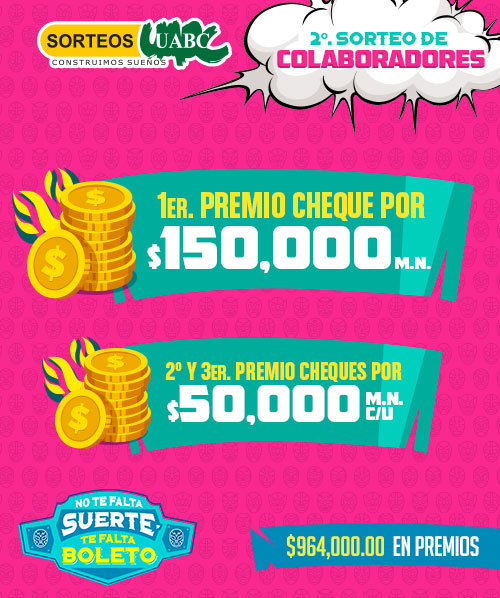 SORTEOS UABC
CONSTRUIMOS SUEÑOS
2º. SORTEO DE
COLABORADORES
1ER. PREMIO CHEQUE POR
$150,000 M.N.
2º Y 3ER. PREMIO CHEQUES POR
$50,000 M.N. C/U
NO TE FALTA
SUERTE,
TE FALTA
BOLETO
$964,000.00 EN PREMIOS